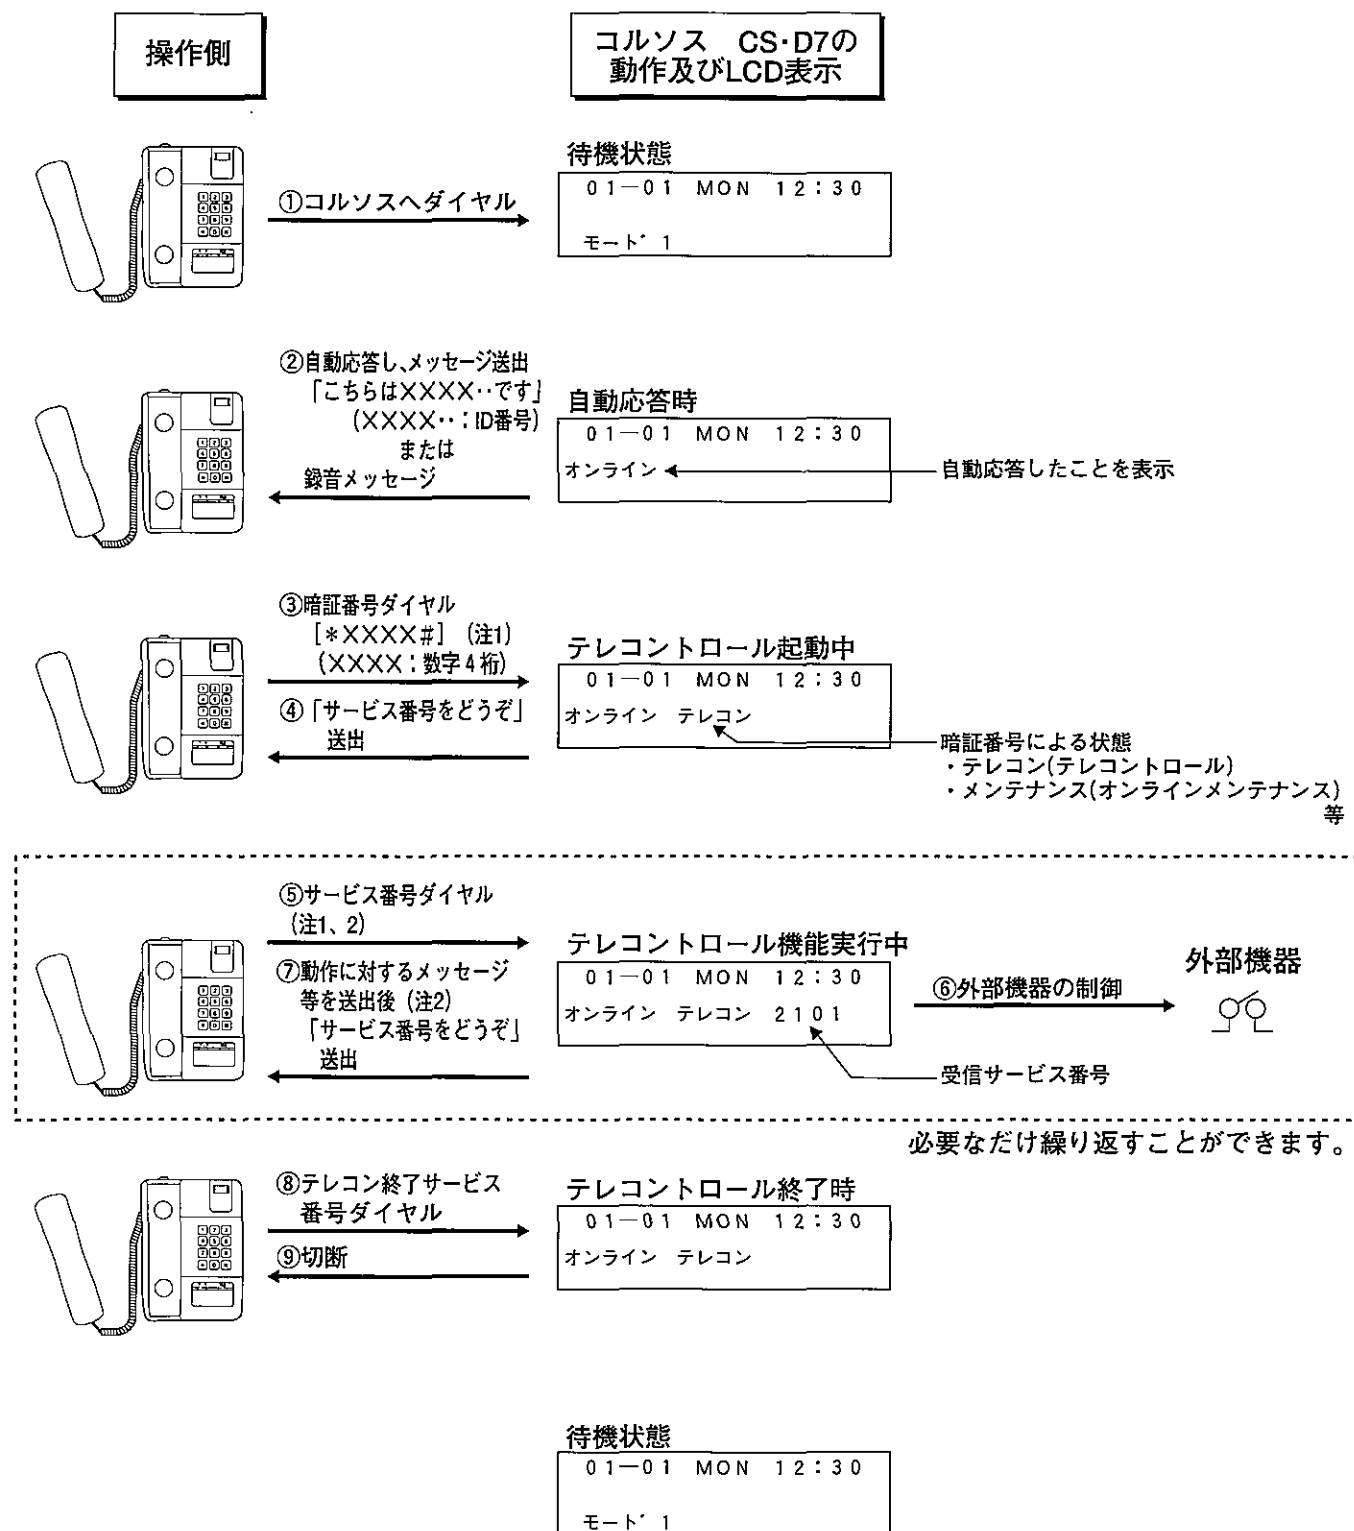 操作側
コルソス　CS･D7の
動作及びLCD表示
待機状態
01―01 MON 12:30
モード 1
①コルソスへダイヤル
②自動応答し、メッセージ送出
「こちらは××××‥です」
(××××‥：ID番号)
または
録音メッセージ
自動応答時
01―01 MON 12:30
オンライン
自動応答したことを表示
③暗証番号ダイヤル
[＊××××＃] (注1)
(××××：数字4桁)
④「サービス番号をどうぞ」
送出
テレコントロール起動中
01―01 MON 12:30
オンライン テレコン
暗証番号による状態
・テレコン(テレコントロール)
・メンテナンス(オンラインメンテナンス)
等
⑤サービス番号ダイヤル
(注1、2)
⑦動作に対するメッセージ
等を送出後 (注2)
「サービス番号をどうぞ」
送出
テレコントロール機能実行中
01―01 MON 12:30
オンライン テレコン 2101
受信サービス番号
⑥外部機器の制御
外部機器
必要なだけ繰り返すことができます。
⑧テレコン終了サービス
番号ダイヤル
⑨切断
テレコントロール終了時
01―01 MON 12:30
オンライン テレコン
待機状態
01―01 MON 12:30
モード 1